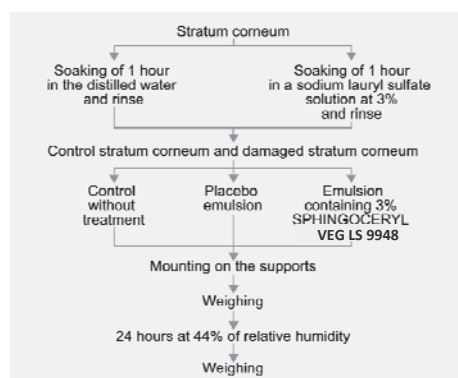 Stratum corneum
Soaking of 1 hour
in the distilled water
and rinse
Soaking of 1 hour
in a sodium lauryl sulfate
solution at 3%
and rinse
Control stratum corneum and damaged stratum corneum
Control
without
treatment
Placebo
emulsion
Emulsion
containing 3%
SPHINGOCERYL
VEG LS 9948
Mounting on the supports
Weighing
24 hours at 44% of relative humidity
Weighing